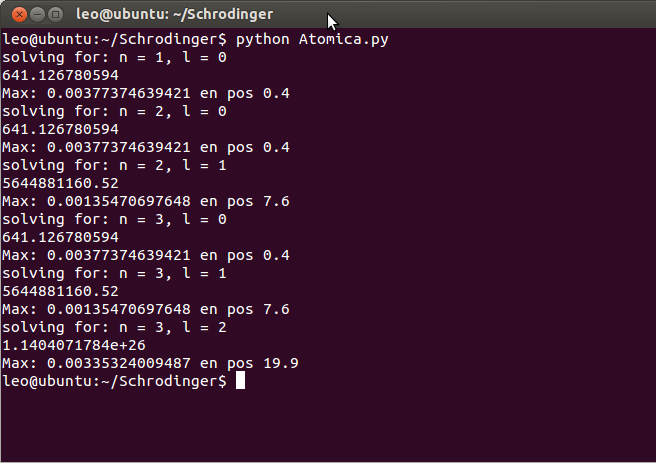 leo@ubuntu: ~/Schrodinger
leo@ubuntu:~/Schrodinger$ python Atomica.py
solving for: n = 1, l = 0
641.126780594
Max: 0.00377374639421 en pos 0.4
solving for: n = 2, l = 0
641.126780594
Max: 0.00377374639421 en pos 0.4
solving for: n = 2, l = 1
5644881160.52
Max: 0.00135470697648 en pos 7.6
solving for: n = 3, l = 0
641.126780594
Max: 0.00377374639421 en pos 0.4
solving for: n = 3, l = 1
5644881160.52
Max: 0.00135470697648 en pos 7.6
solving for: n = 3, l = 2
1.1404071784e+26
Max: 0.00335324009487 en pos 19.9
leo@ubuntu:~/Schrodinger$